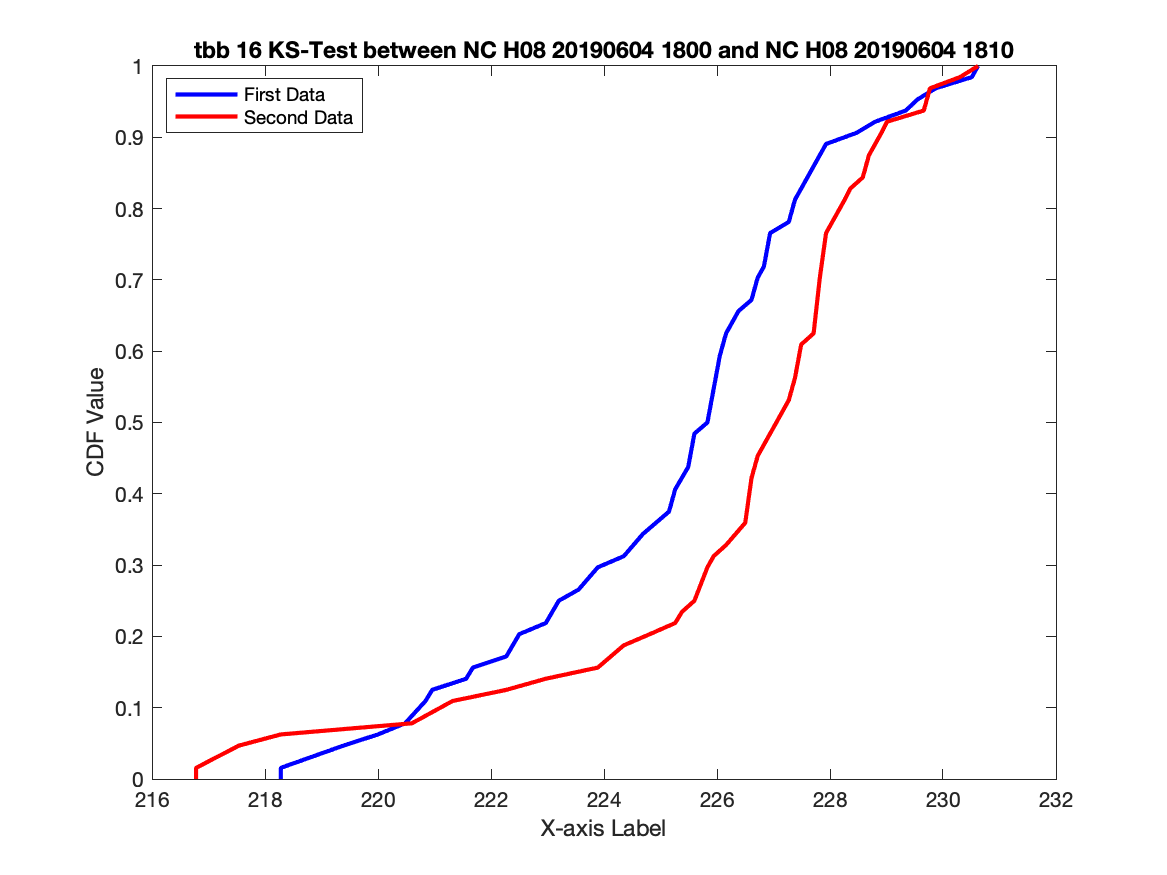 tbb 16 KS-Test between NC H08 20190604 1800 and NC H08 20190604 1810
First Data
Second Data
1
0.9
0.8
0.7
0.6
0.5
0.4
0.3
0.2
0.1
0
CDF Value
216 218 220 222 224 226 228 230 232
X-axis Label